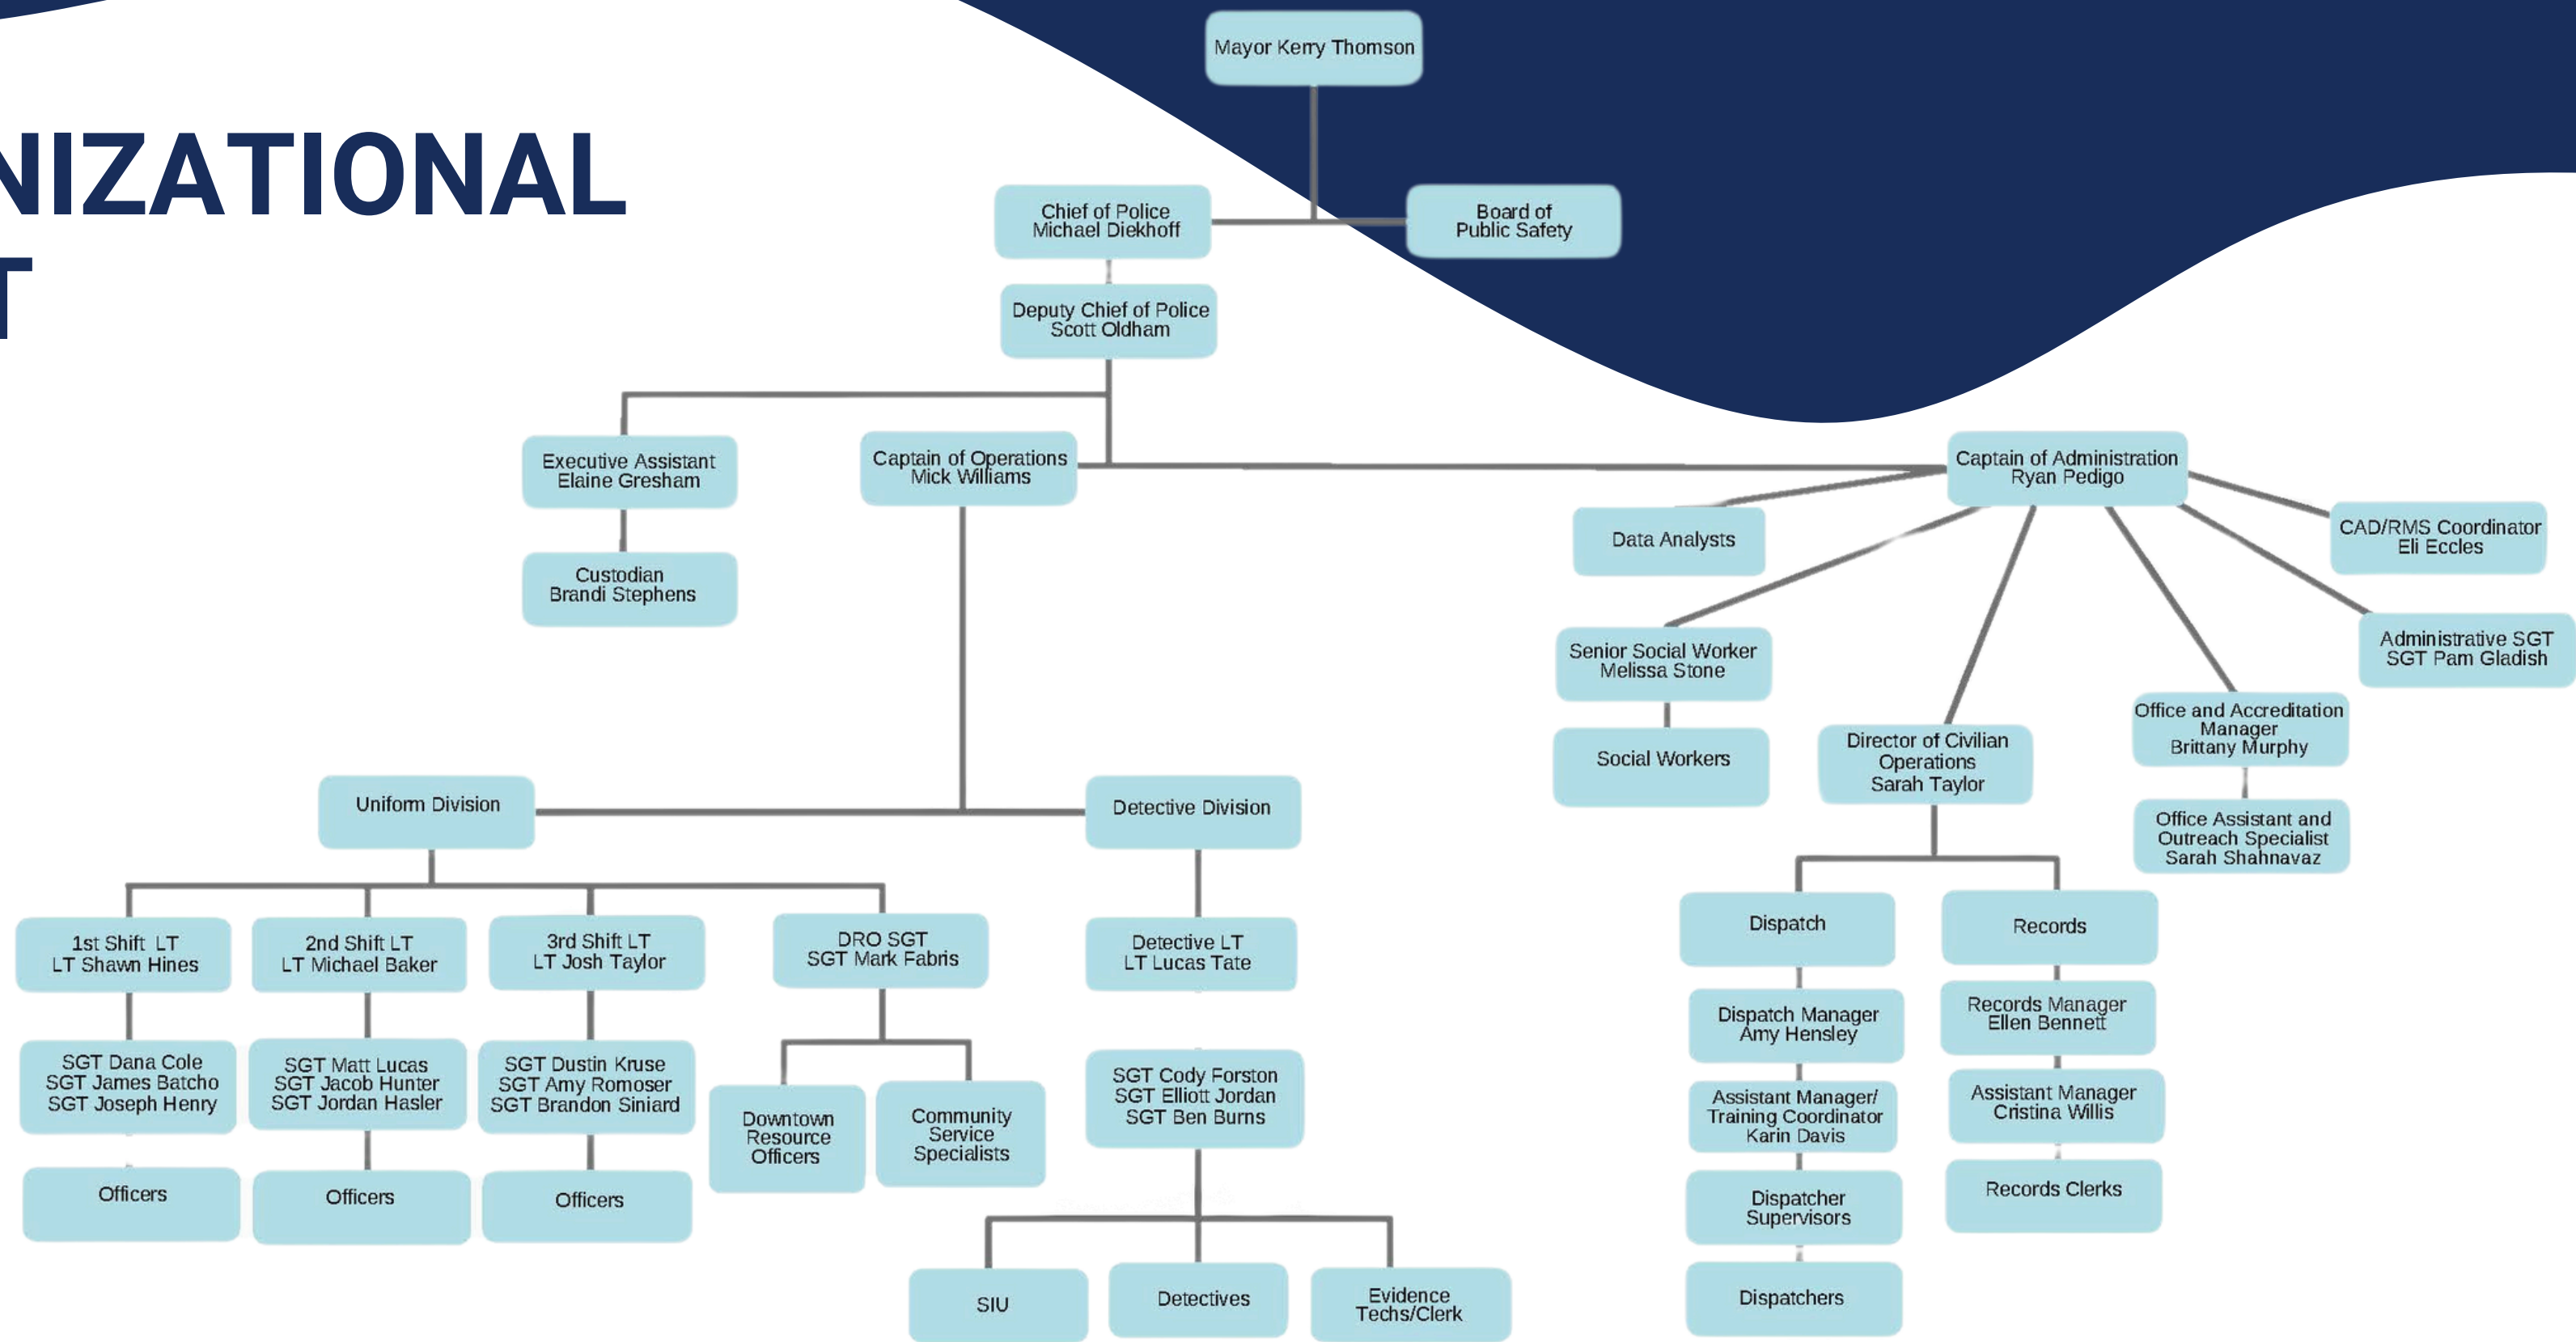 NIZATIONAL
T
Mayor Kerry Thomson
Chief of Police
Michael Diekhoff
Board of
Public Safety
Deputy Chief of Police
Scott Oldham
Executive Assistant
Elaine Gresham
Custodian
Brandi Stephens
Captain of Operations
Mick Williams
Captain of Administration
Ryan Pedigo
Data Analysts
CAD/RMS Coordinator
Eli Eccles
Senior Social Worker
Melissa Stone
Social Workers
Administrative SGT
SGT Pam Gladish
Director of Civilian
Operations
Sarah Taylor
Office and Accreditation
Manager
Brittany Murphy
Office Assistant and
Outreach Specialist
Sarah Shahnavaz
Uniform Division
Detective Division
1st Shift LT
LT Shawn Hines
2nd Shift LT
LT Michael Baker
3rd Shift LT
LT Josh Taylor
DRO SGT
SGT Mark Fabris
Detective LT
LT Lucas Tate
SGT Dana Cole
SGT James Batcho
SGT Joseph Henry
SGT Matt Lucas
SGT Jacob Hunter
SGT Jordan Hasler
SGT Dustin Kruse
SGT Amy Romoser
SGT Brandon Siniard
Downtown
Resource
Officers
Community
Service
Specialists
SGT Cody Forston
SGT Elliott Jordan
SGT Ben Burns
Officers
Officers
Officers
SIU
Detectives
Evidence
Techs/Clerk
Dispatch
Dispatch Manager
Amy Hensley
Assistant Manager/
Training Coordinator
Karin Davis
Dispatcher
Supervisors
Dispatchers
Records
Records Manager
Ellen Bennett
Assistant Manager
Cristina Willis
Records Clerks